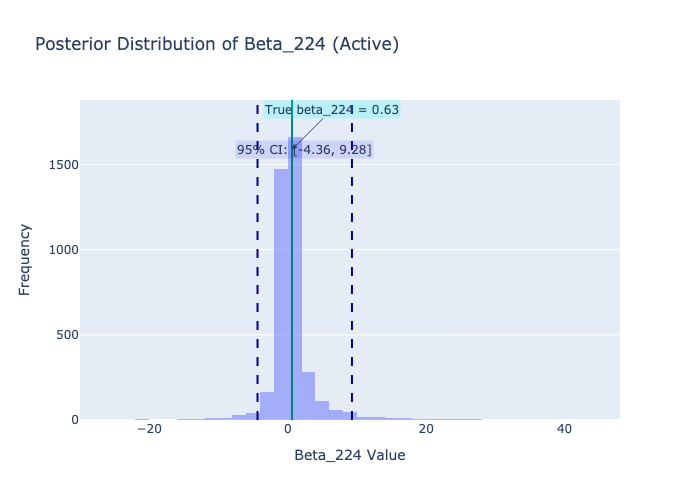 Posterior Distribution of Beta_224 (Active)
True beta_224 = 0.63
95% CI: [-4.36, 9.28]
1500
1000
500
0
Frequency
−20
0
20
40
Beta_224 Value